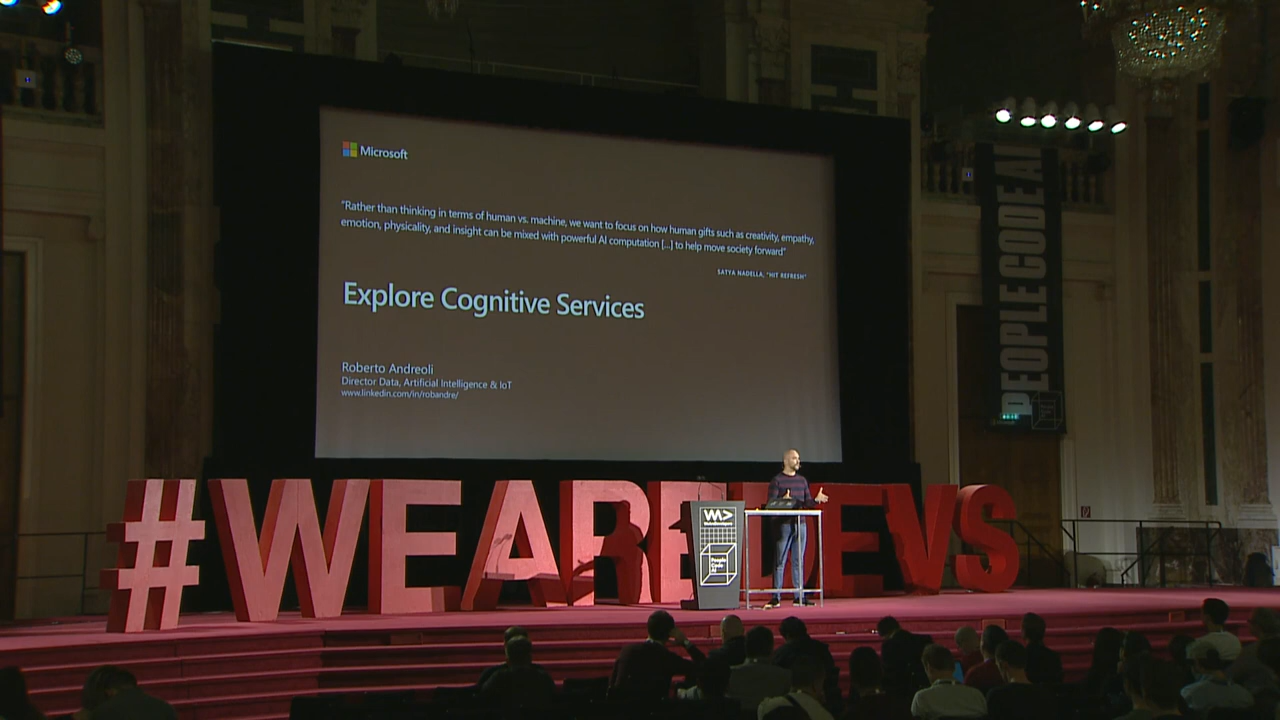 Microsoft
"Rather than thinking in terms of human vs. machine, we want to focus on how human gifts such as creativity, empathy,
emotion, physicality, and insight can be mixed with powerful AI computation [...] to help move society forward"
SATYA NADELLA, "HIT REFRESH"
Explore Cognitive Services
Roberto Andreoli
Director Data, Artificial Intelligence & IoT
www.linkedin.com/in/robandre/
PEOPLE CODE AI
#WEAREDEVS
People
Code
AI